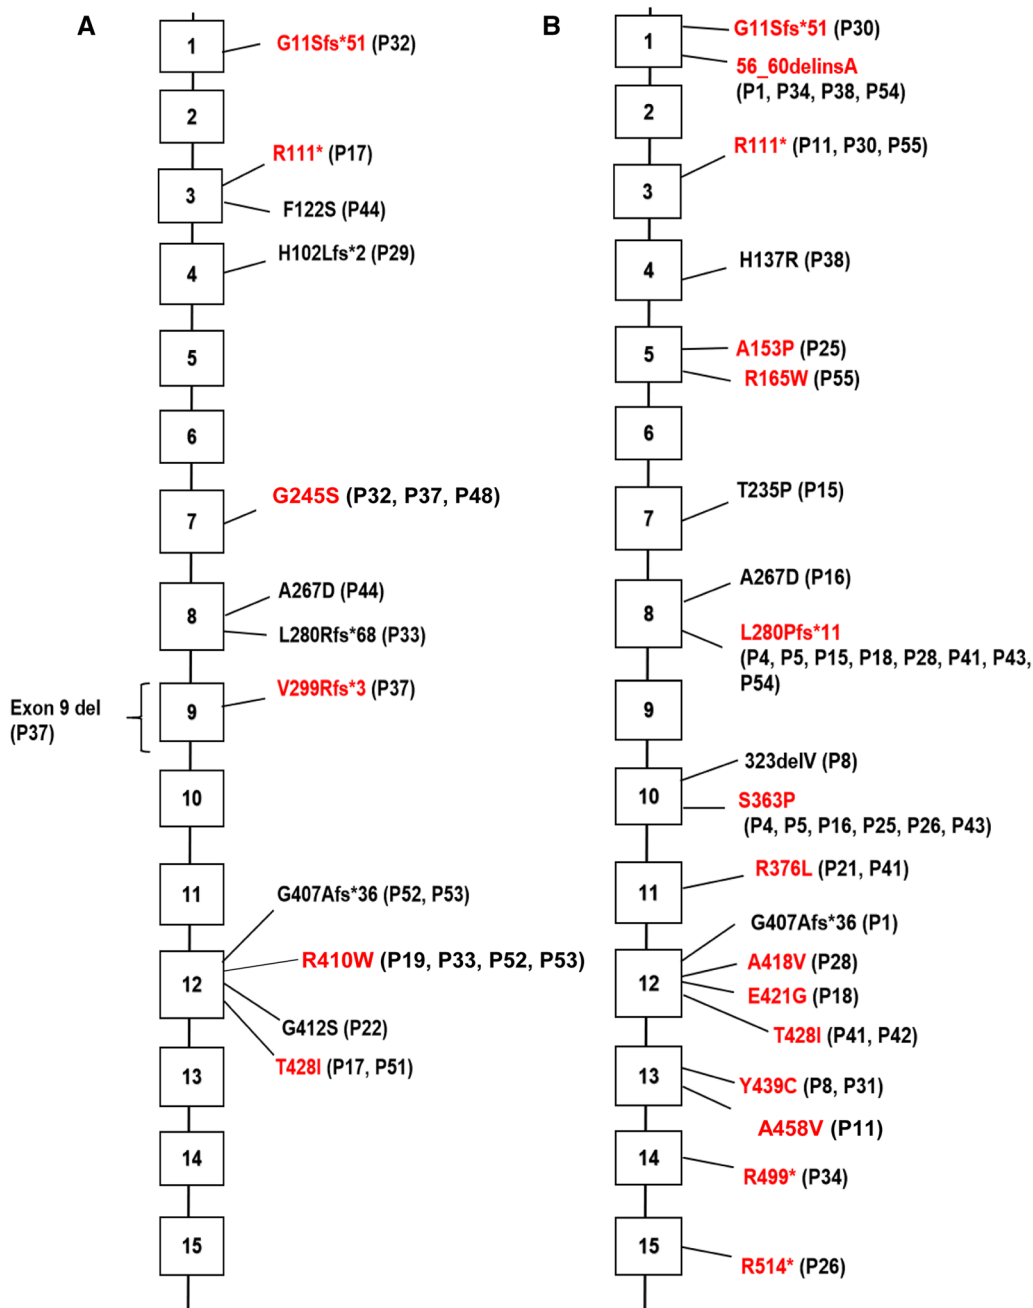 A
1
G11Sfs*51 (P32)
2
R111* (P17)
3
F122S (P44)
H102Lfs*2 (P29)
4
5
6
G245S (P32, P37, P48)
7
A267D (P44)
8
L280Rfs*68 (P33)
V299Rfs*3 (P37)
Exon 9 del
(P37)
9
10
11
G407Afs*36 (P52, P53)
R410W (P19, P33, P52, P53)
12
G412S (P22)
T428I (P17, P51)
13
14
15
B
G11Sfs*51 (P30)
1
56_60delinsA
(P1, P34, P38, P54)
2
R111* (P11, P30, P55)
3
H137R (P38)
4
A153P (P25)
5
R165W (P55)
6
T235P (P15)
7
A267D (P16)
8
L280Pfs*11
(P4, P5, P15, P18, P28, P41, P43,
P54)
9
323delV (P8)
10
S363P
(P4, P5, P16, P25, P26, P43)
R376L (P21, P41)
11
G407Afs*36 (P1)
A418V (P28)
12
E421G (P18)
T428I (P41, P42)
13
Y439C (P8, P31)
A458V (P11)
14
R499* (P34)
15
R514* (P26)